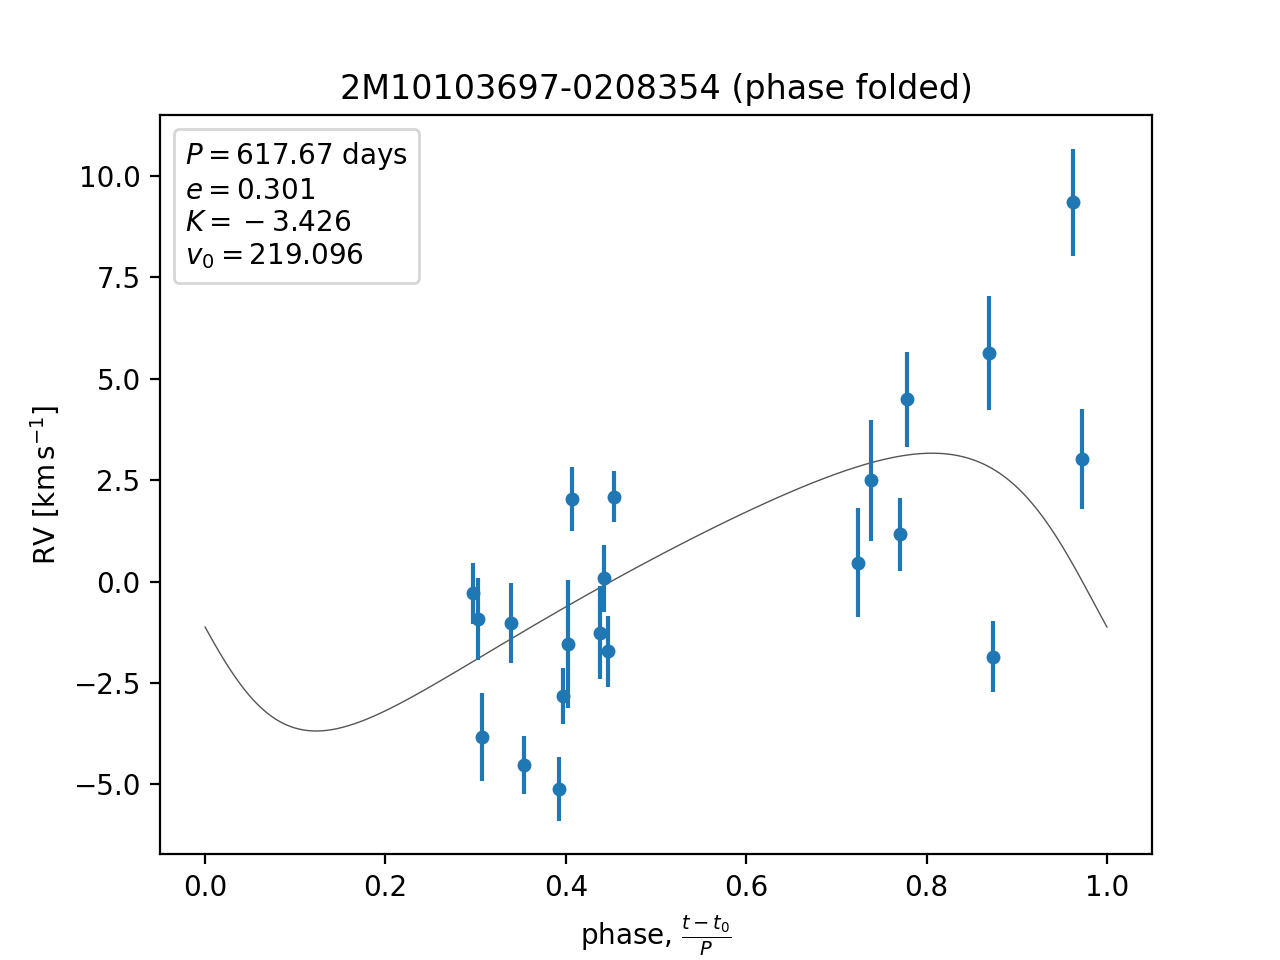 2M10103697-0208354 (phase folded)
P = 617.67 days
e = 0.301
K = −3.426
v₀ = 219.096
10.0
7.5
5.0
2.5
0.0
−2.5
−5.0
RV [km s⁻¹]
0.0 0.2 0.4 0.6 0.8 1.0
phase, (t − t₀)/P